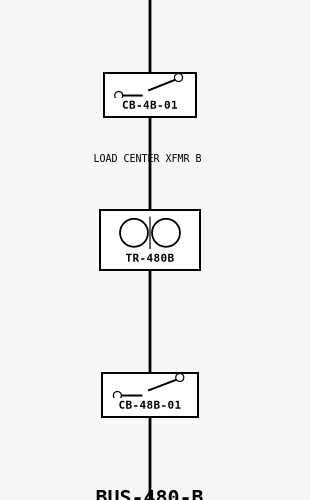 CB-4B-01
LOAD CENTER XFMR B
TR-480B
CB-48B-01
BUS-480-B